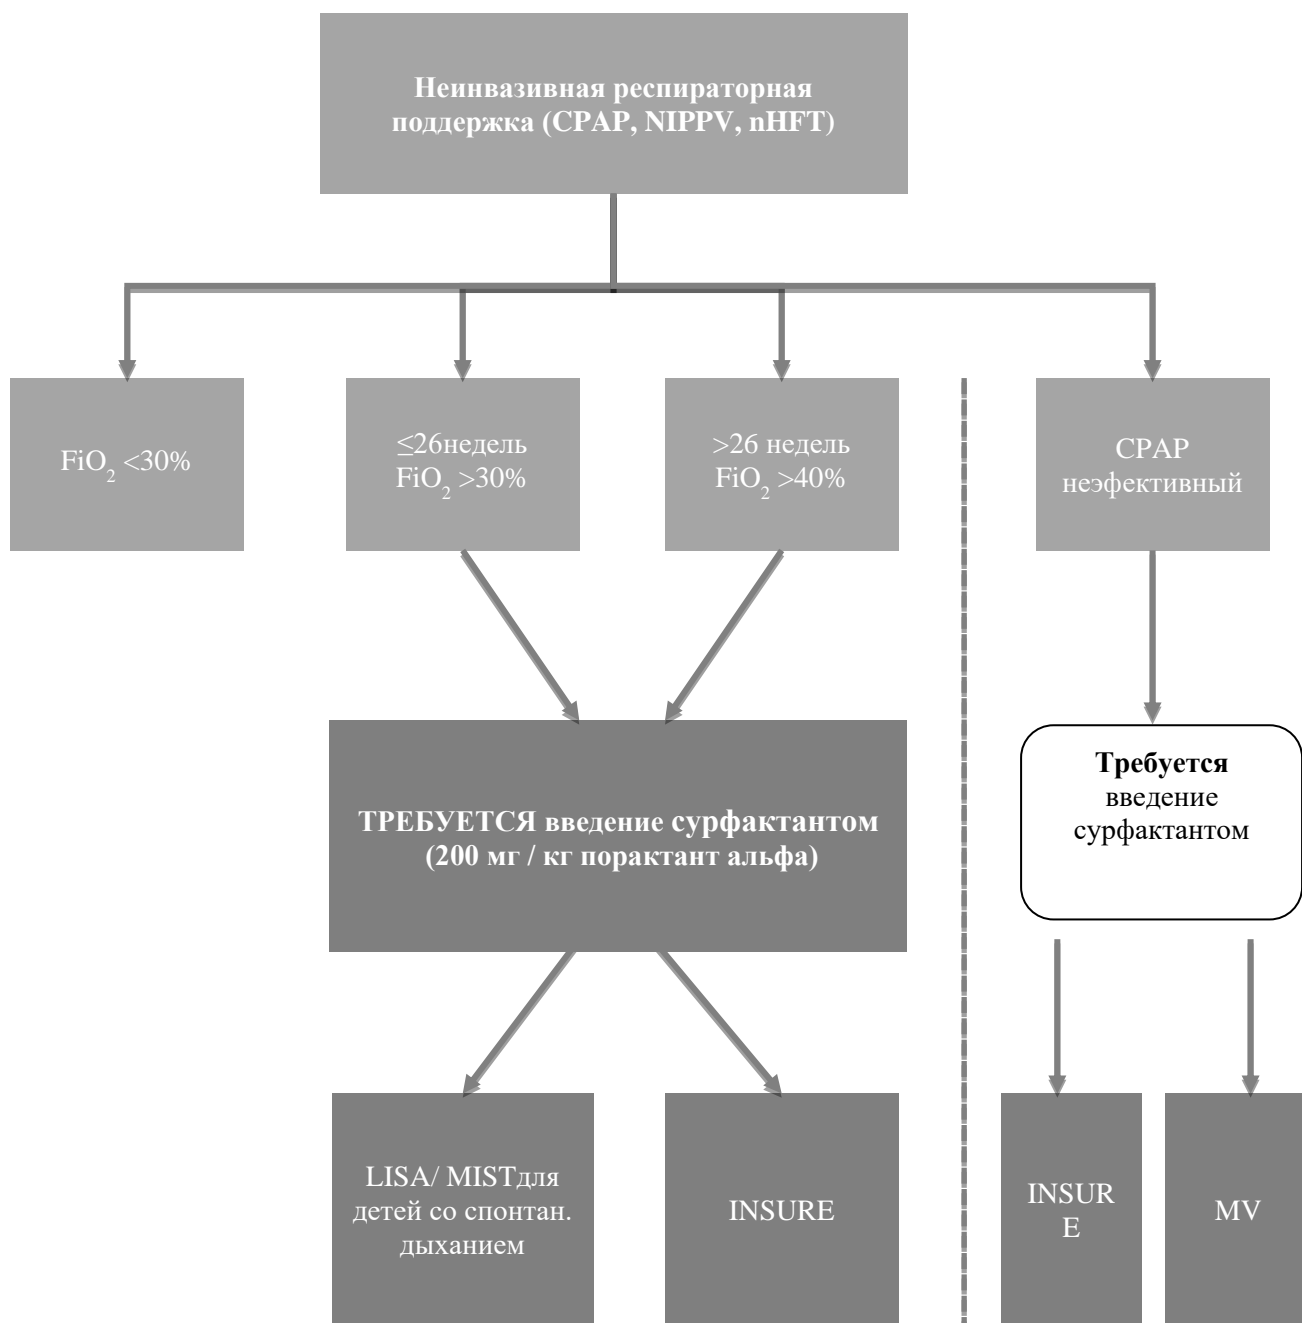 Неинвазивная респираторная
поддержка (CPAP, NIPPV, nHFT)
FiO₂ <30%
≤26недель
FiO₂ >30%
>26 недель
FiO₂ >40%
CPAP
неэфективный
ТРЕБУЕТСЯ введение сурфактантом
(200 мг / кг порактант альфа)
Требуется
введение
сурфактантом
LISA/ MISTдля
детей со спонтан.
дыханием
INSURE
INSUR
E
MV